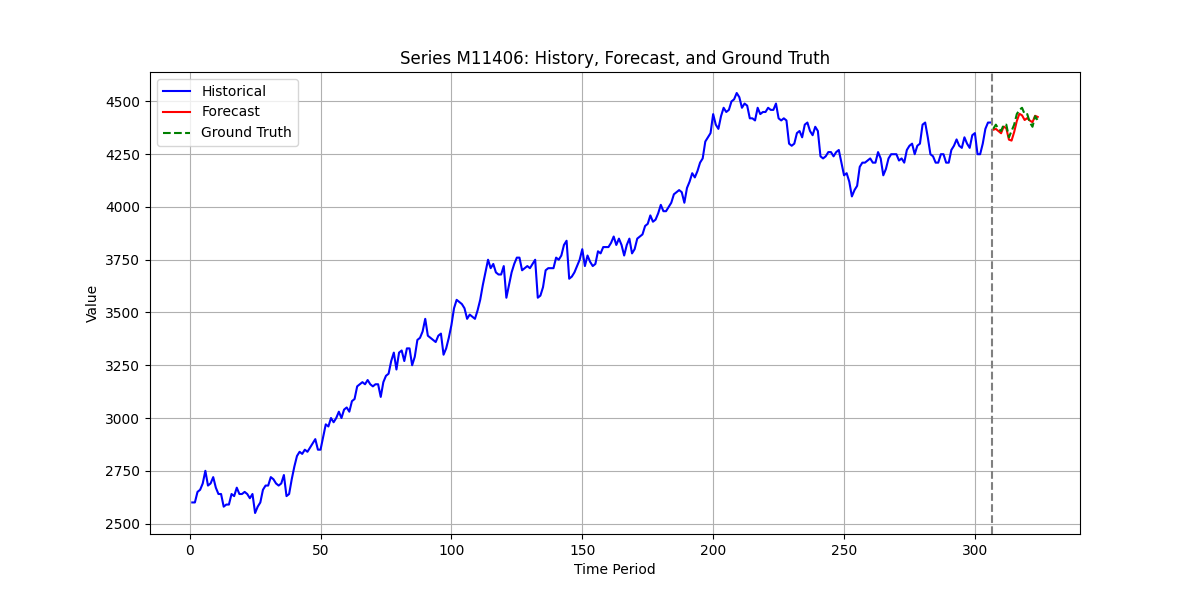 Series M11406: History, Forecast, and Ground Truth
Historical
Forecast
Ground Truth
4500
4250
4000
3750
3500
3250
3000
2750
2500
Value
0 50 100 150 200 250 300
Time Period